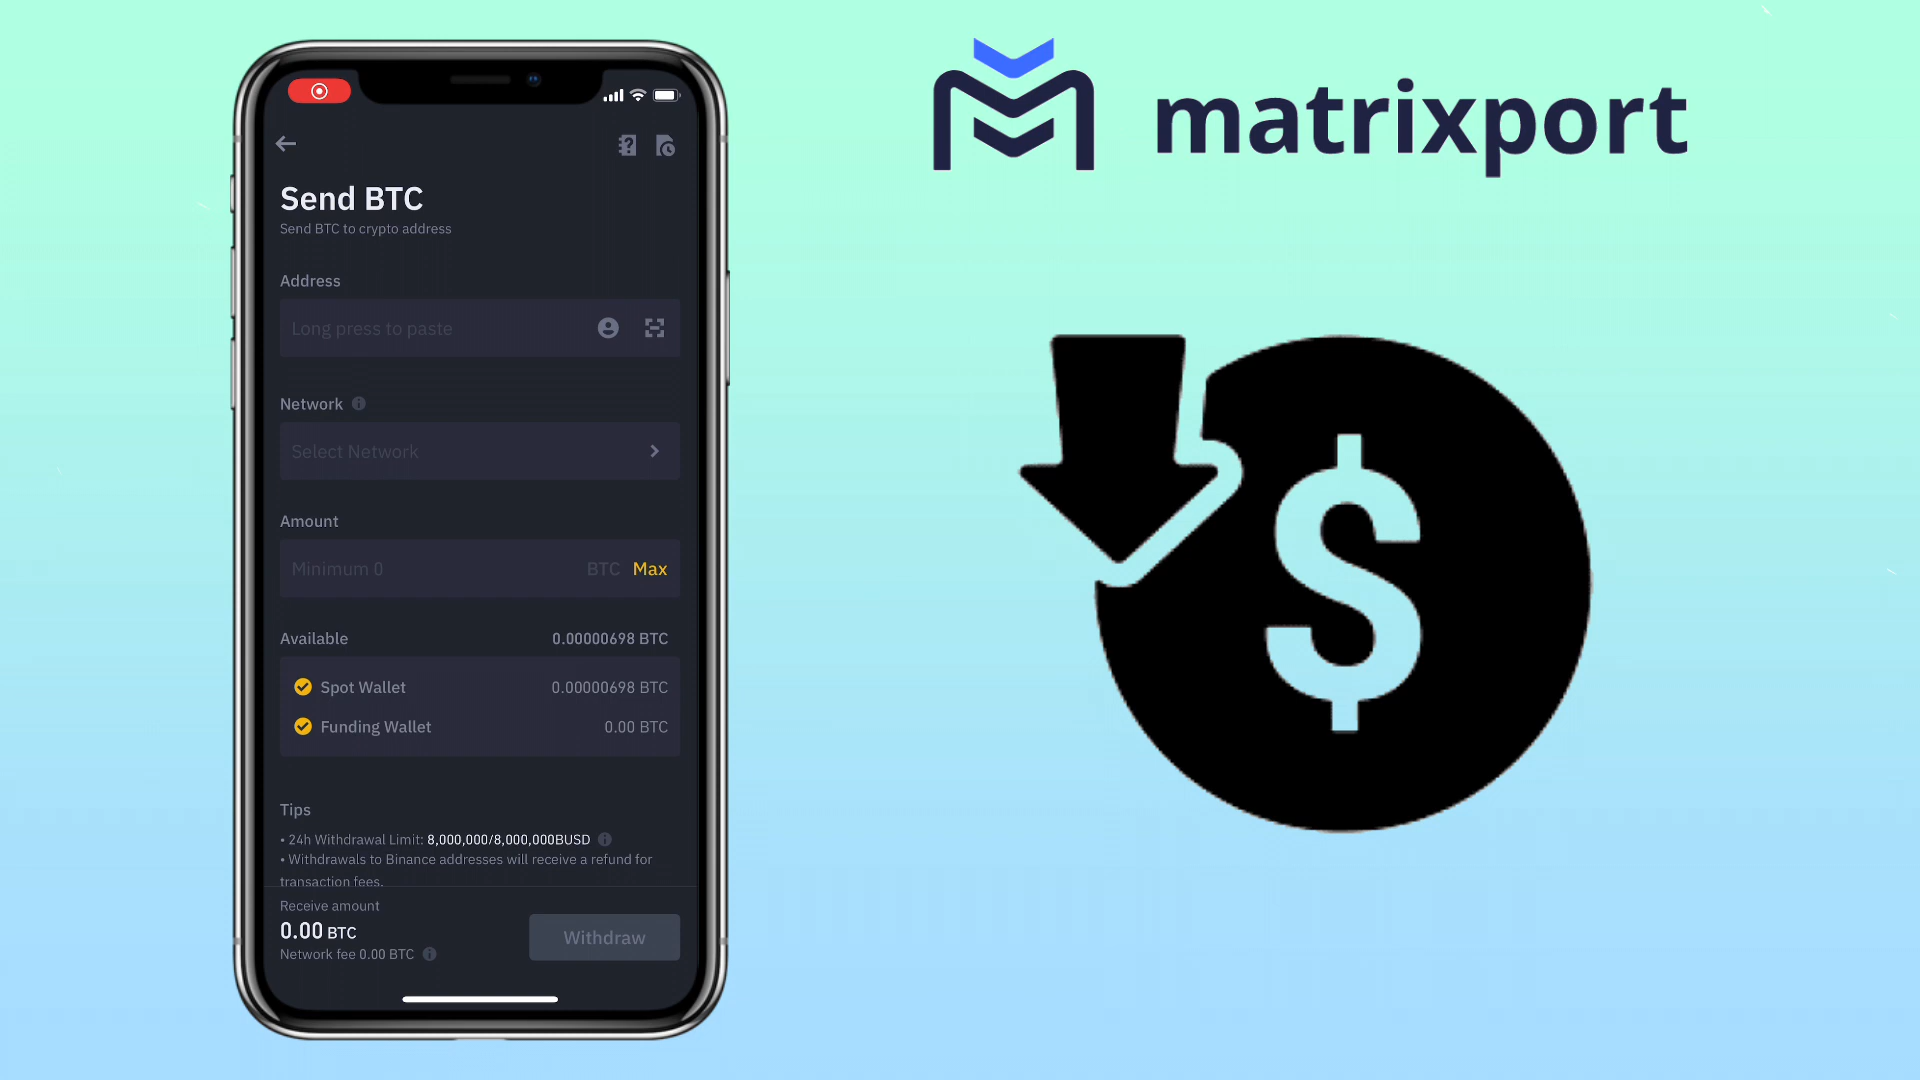 matrixport
Send BTC
Send BTC to crypto address
Address
Long press to paste
Network
Select Network
Amount
Minimum 0 BTC Max
Available 0.00000698 BTC
Spot Wallet 0.00000698 BTC
Funding Wallet 0.00 BTC
Tips
• 24h Withdrawal Limit: 8,000,000/8,000,000BUSD
• Withdrawals to Binance addresses will receive a refund for
transaction fees.
Receive amount
0.00 BTC
Network fee 0.00 BTC
Withdraw
$